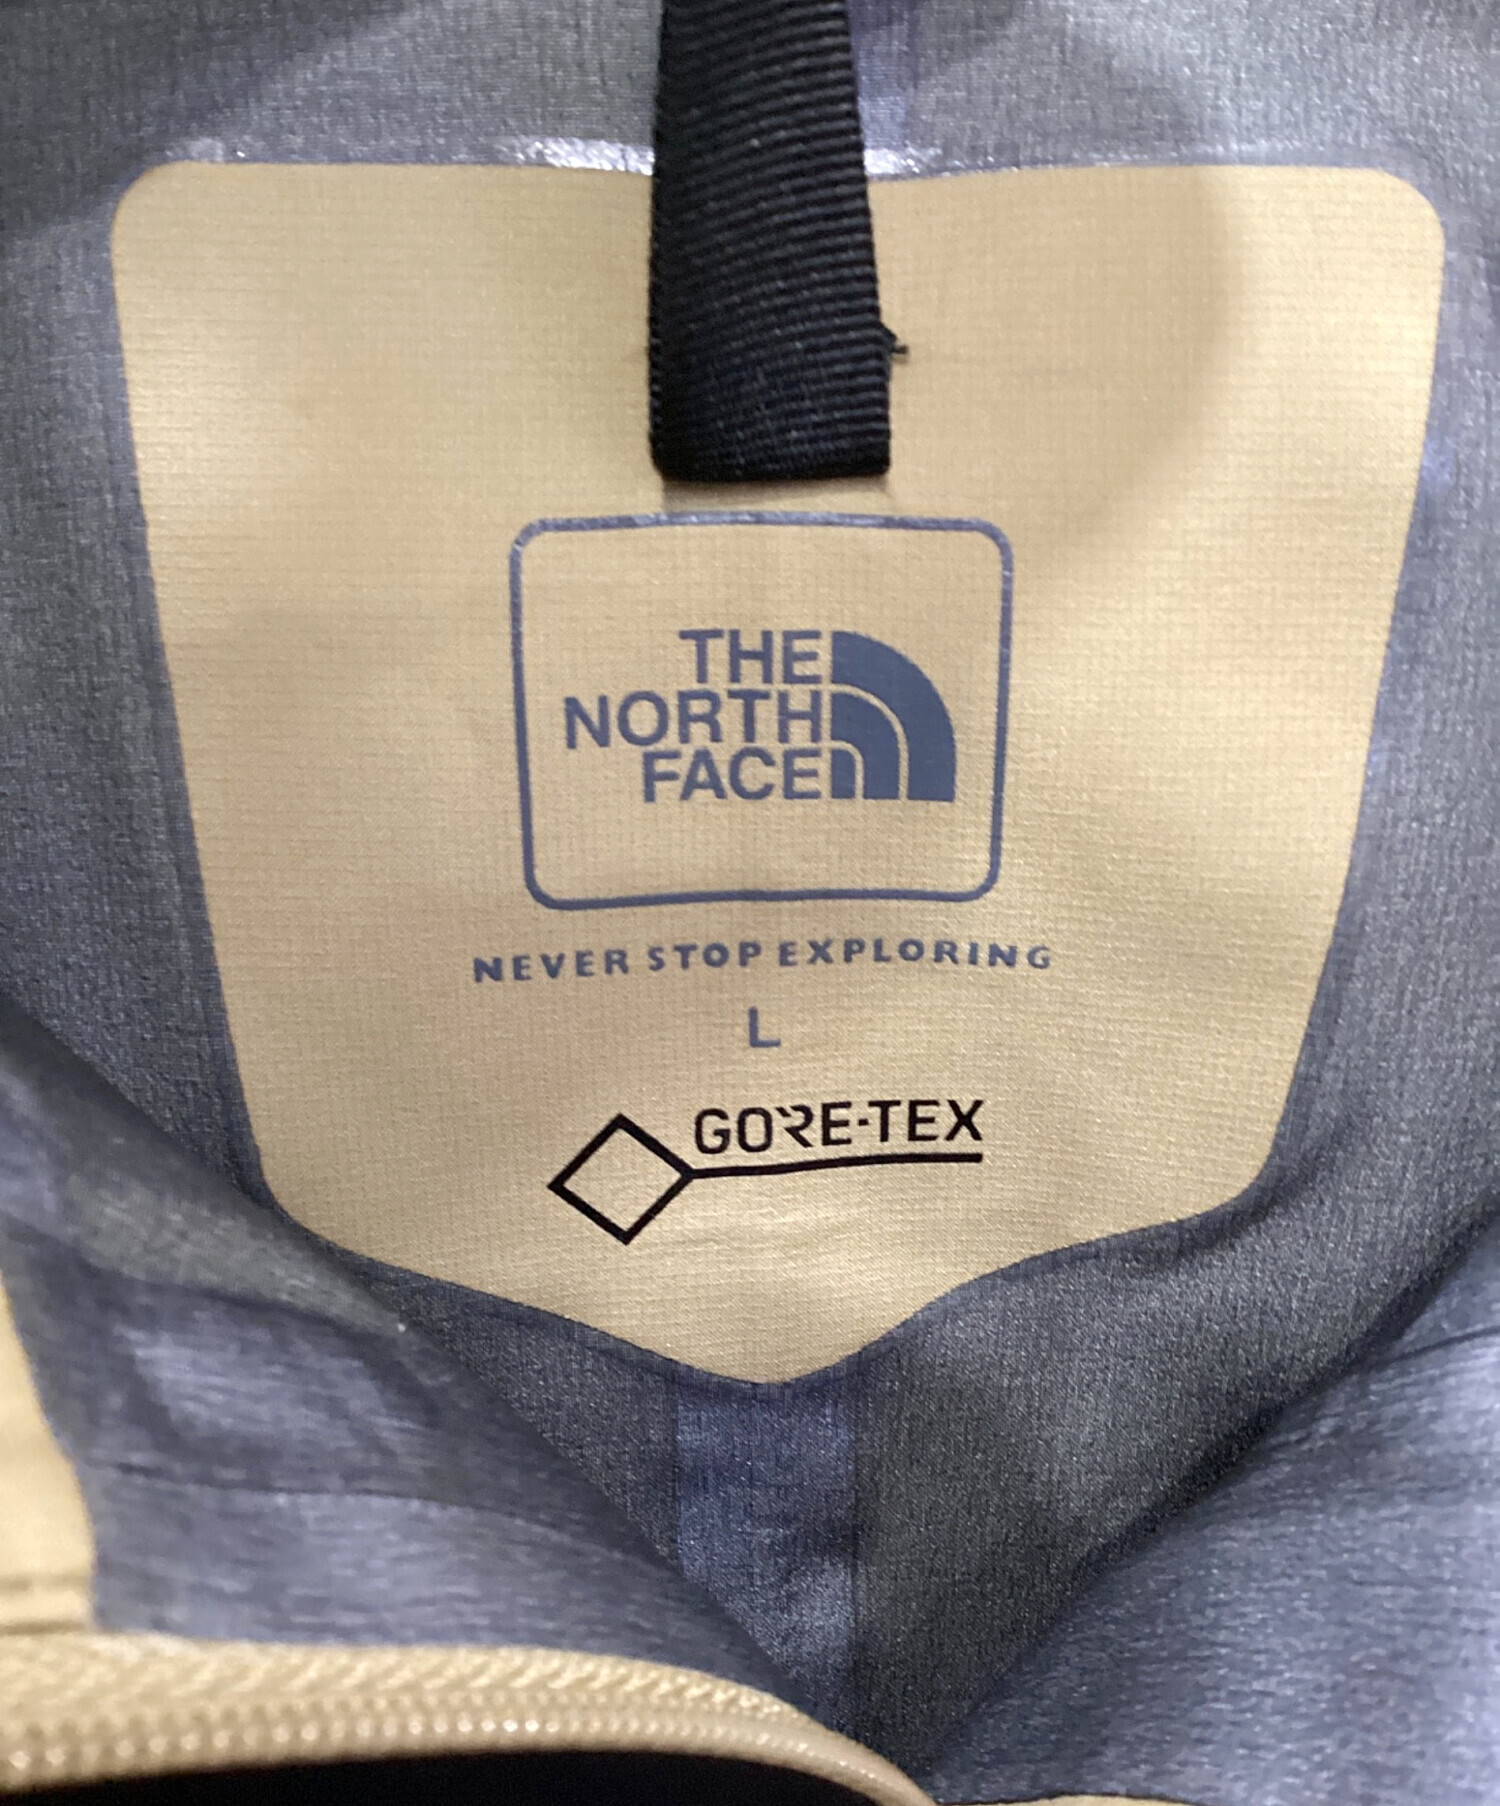 THE
NORTH
FACE
NEVER STOP EXPLORING
L
GORE-TEX